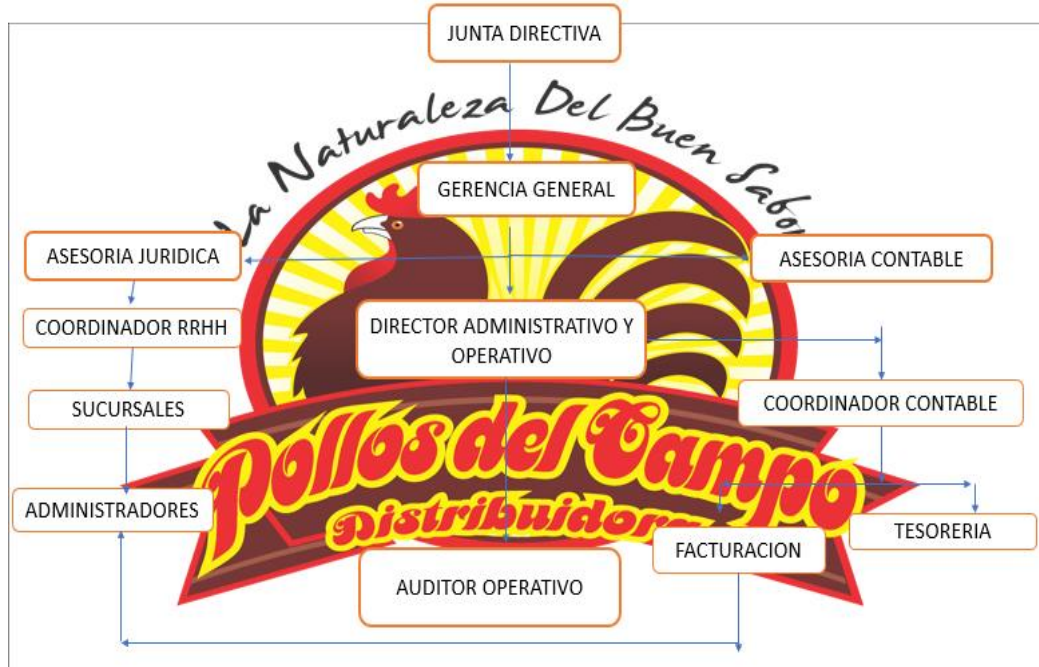 JUNTA DIRECTIVA
La Naturaleza Del Buen Sabor
GERENCIA GENERAL
ASESORIA JURIDICA
ASESORIA CONTABLE
COORDINADOR RRHH
DIRECTOR ADMINISTRATIVO Y
OPERATIVO
SUCURSALES
COORDINADOR CONTABLE
Pollos del Campo
Distribuidora
ADMINISTRADORES
FACTURACION
TESORERIA
AUDITOR OPERATIVO